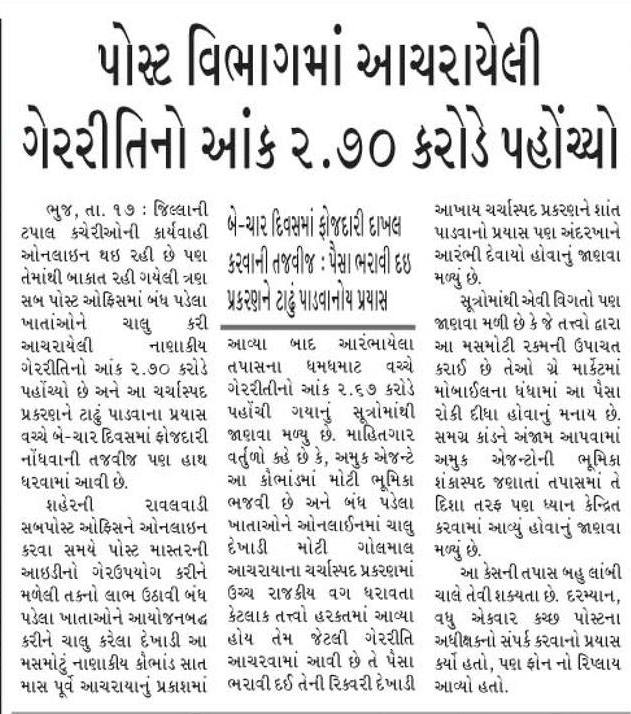 પોસ્ટ વિભાગમાં આચરાયેલી
ગેરરીતિનો આંક ૨.૭૦ કરોડે પહોંચ્યો
ભુજ, તા. ૧૭ : જિલ્લાની
ટપાલ કચેરીઓની કાર્યવાહી
ઓનલાઇન થઇ રહી છે પણ
તેમાંથી બાકાત રહી ગયેલી ત્રણ
સબ પોસ્ટ ઓફિસમાં બંધ પડેલા
ખાતાંઓને ચાલુ કરી
આચરાયેલી નાણાકીય
ગેરરીતિનો આંક ૨.૭૦ કરોડે
પહોંચ્યો છે અને આ ચર્ચાસ્પદ
પ્રકરણને ટાઢું પાડવાના પ્રયાસ
વચ્ચે બે-ચાર દિવસમાં ફોજદારી
નોંધવાની તજવીજ પણ હાથ
ધરવામાં આવી છે.
શહેરની રાવલવાડી
સબપોસ્ટ ઓફિસને ઓનલાઇન
કરવા સમયે પોસ્ટ માસ્તરની
આઇડીનો ગેરઉપયોગ કરીને
મળેલી તકનો લાભ ઉઠાવી બંધ
પડેલા ખાતાઓને આયોજનબદ્ધ
કરીને ચાલુ કરેલા દેખાડી આ
મસમોટું નાણાકીય કૌભાંડ સાત
માસ પૂર્વે આચરાયાનું પ્રકાશમાં
બે-ચાર દિવસમાં ફોજદારી દાખલ
કરવાની તજવીજ : પૈસા ભરાવી દઇ
પ્રકરણને ટાઢું પાડવાનોય પ્રયાસ
આવ્યા બાદ આરંભાયેલા
તપાસના ધમધમાટ વચ્ચે
ગેરરીતીનો આંક ૨.૬૭ કરોડે
પહોંચી ગયાનું સૂત્રોમાંથી
જાણવા મળ્યુ છે. માહિતગાર
વર્તુળો કહે છે કે, અમુક એજન્ટે
આ કૌભાંડમાં મોટી ભૂમિકા
ભજવી છે અને બંધ પડેલા
ખાતાઓને ઓનલાઈનમાં ચાલુ
દેખાડી મોટી ગોલમાલ
આચરાયાના ચર્ચાસ્પદ પ્રકરણમાં
ઉચ્ચ રાજકીય વગ ધરાવતા
કેટલાક તત્ત્વો હરકતમાં આવ્યા
હોય તેમ જેટલી ગેરરીતિ
આચરવામાં આવી છે તે પૈસા
ભરાવી દઈ તેની રિકવરી દેખાડી
આખાય ચર્ચાસ્પદ પ્રકરણને શાંત
પાડવાનો પ્રયાસ પણ અંદરખાને
આરંભી દેવાયો હોવાનું જાણવા
મળ્યું છે.
સૂત્રોમાંથી એવી વિગતો પણ
જાણવા મળી છે કે જે તત્ત્વો દ્વારા
આ મસમોટી રક્મની ઉપાચત
કરાઈ છે તેઓ ગ્રે માર્કેટમાં
મોબાઈલના ધંધામાં આ પૈસા
રોકી દીધા હોવાનું મનાય છે.
સમગ્ર કાંડને અંજામ આપવામાં
અમુક એજન્ટોની ભૂમિકા
શંકાસ્પદ જણાતાં તપાસમાં તે
દિશા તરફ પણ ધ્યાન કેન્દ્રિત
કરવામાં આવ્યું હોવાનું જાણવા
મળ્યું છે.
આ કેસની તપાસ બહુ લાંબી
ચાલે તેવી શક્યતા છે. દરમ્યાન,
વધુ એકવાર કચ્છ પોસ્ટના
અધીક્ષકનો સંપર્ક કરવાનો પ્રયાસ
કર્યો હતો, પણ ફોન નો રિપ્લાય
આવ્યો હતો.